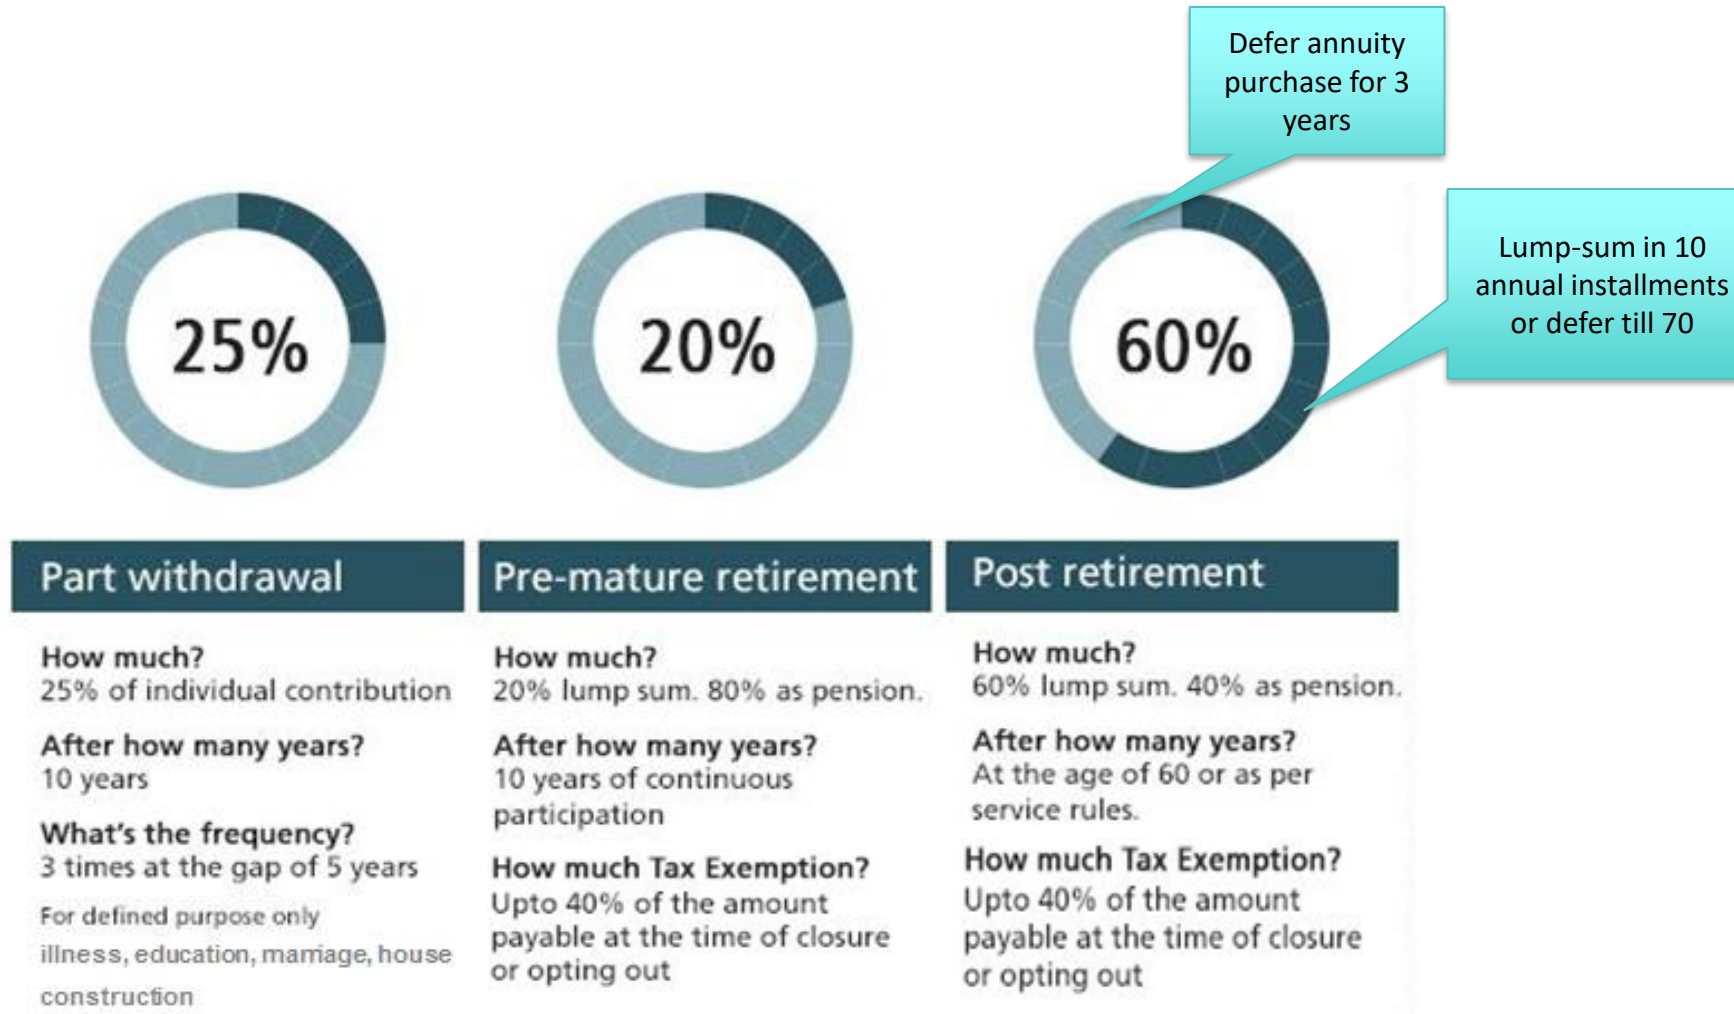 Defer annuity
purchase for 3
years
Lump-sum in 10
annual installments
or defer till 70
25%
20%
60%
Part withdrawal
How much?
25% of individual contribution
After how many years?
10 years
What's the frequency?
3 times at the gap of 5 years
For defined purpose only
illness, education, marriage, house
construction
Pre-mature retirement
How much?
20% lump sum. 80% as pension.
After how many years?
10 years of continuous
participation
How much Tax Exemption?
Upto 40% of the amount
payable at the time of closure
or opting out
Post retirement
How much?
60% lump sum. 40% as pension.
After how many years?
At the age of 60 or as per
service rules.
How much Tax Exemption?
Upto 40% of the amount
payable at the time of closure
or opting out